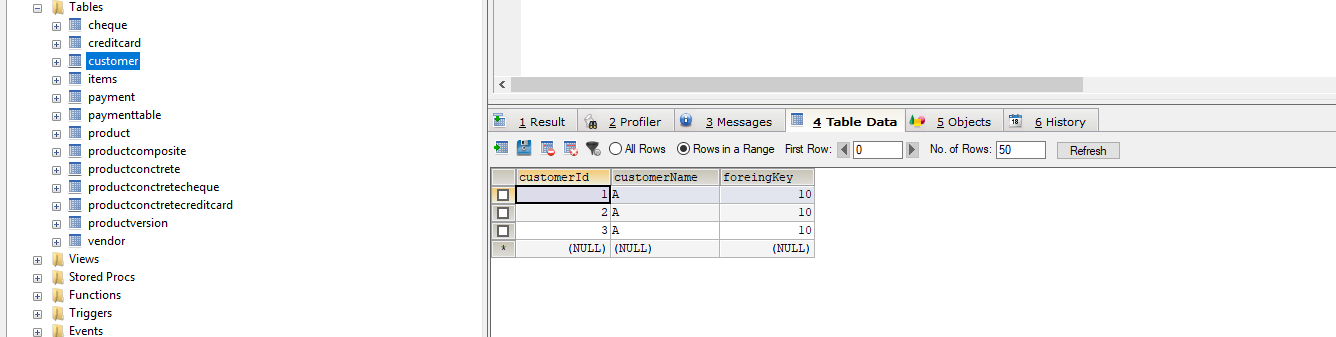 Tables
cheque
creditcard
customer
items
payment
paymenttable
product
productcomposite
productconcrete
productconctretecheque
productconctretecreditcard
productversion
vendor
Views
Stored Procs
Functions
Triggers
Events
1 Result 2 Profiler 3 Messages 4 Table Data 5 Objects 18 6 History
All Rows Rows in a Range First Row: 0 No. of Rows: 50 Refresh
customerId customerName foreingKey
1 A 10
2 A 10
3 A 10
* (NULL) (NULL) (NULL)